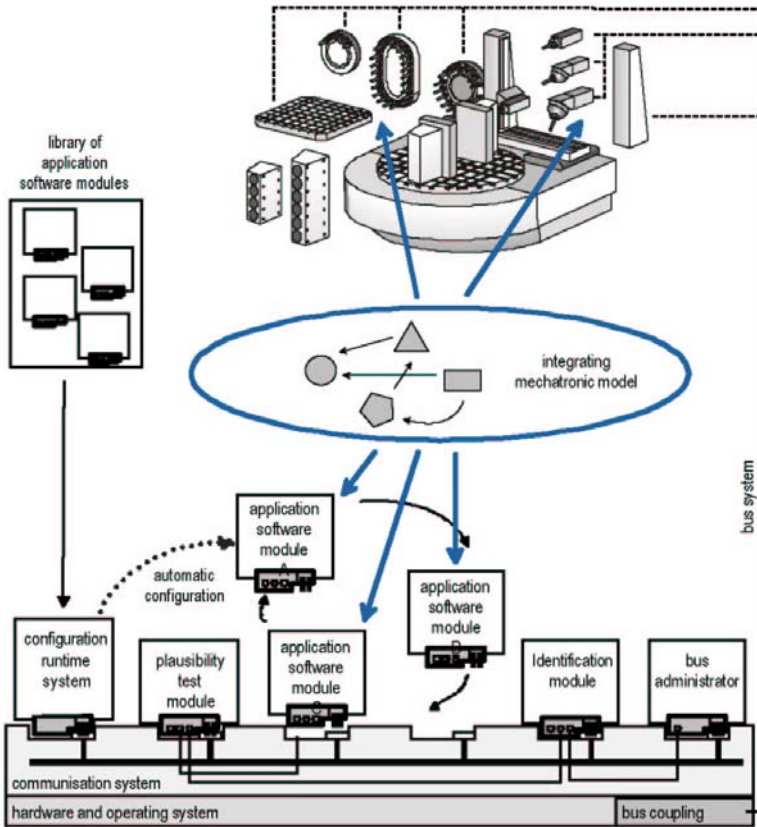 library of
application
software modules
integrating
mechatronic model
bus system
application
software
module
A
automatic
configuration
application
software
module
B
configuration
runtime
system
plausibility
test
module
application
software
module
C
Identification
module
bus
administrator
communisation system
hardware and operating system
bus coupling